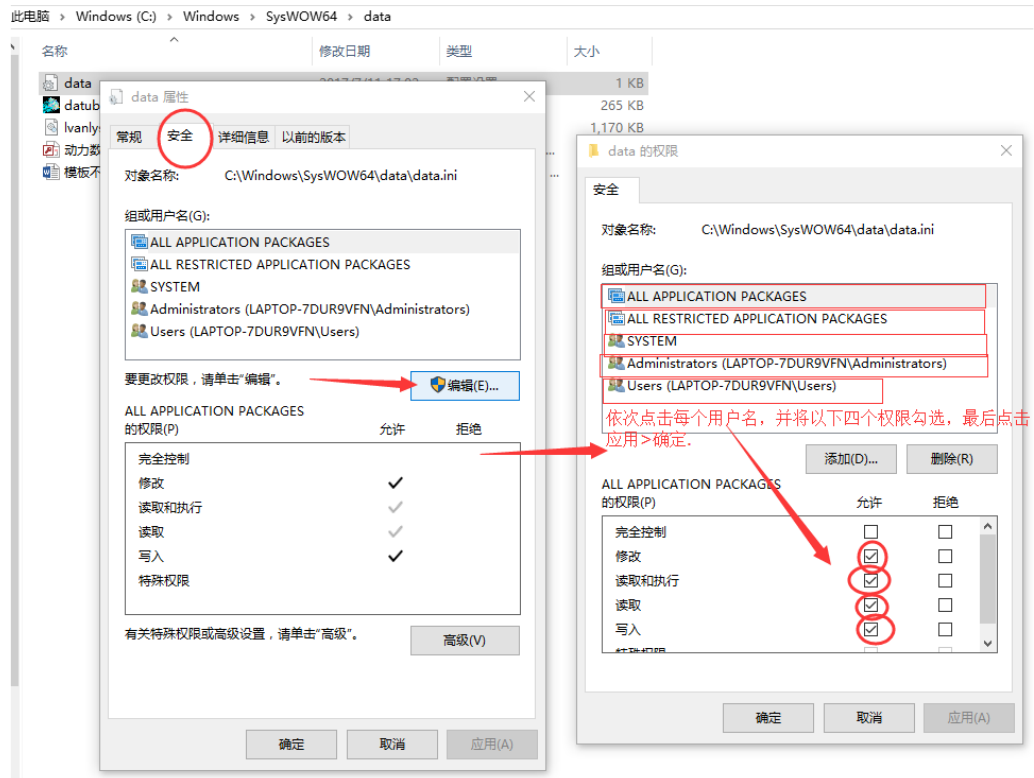 此电脑 > Windows (C:) > Windows > SysWOW64 > data
名称 修改日期 类型 大小
data 1 KB
datub 265 KB
lvanlys 1,170 KB
动力数 ...
模板不 ...
data 属性
常规 安全 详细信息 以前的版本
对象名称: C:\Windows\SysWOW64\data\data.ini
组或用户名(G):
ALL APPLICATION PACKAGES
ALL RESTRICTED APPLICATION PACKAGES
SYSTEM
Administrators (LAPTOP-7DUR9VFN\Administrators)
Users (LAPTOP-7DUR9VFN\Users)
要更改权限，请单击"编辑"。 编辑(E)...
ALL APPLICATION PACKAGES
的权限(P) 允许 拒绝
完全控制
修改
读取和执行
读取
写入
特殊权限
有关特殊权限或高级设置，请单击"高级"。 高级(V)
确定 取消 应用(A)
data 的权限
安全
对象名称: C:\Windows\SysWOW64\data\data.ini
组或用户名(G):
ALL APPLICATION PACKAGES
ALL RESTRICTED APPLICATION PACKAGES
SYSTEM
Administrators (LAPTOP-7DUR9VFN\Administrators)
Users (LAPTOP-7DUR9VFN\Users)
依次点击每个用户名，并将以下四个权限勾选，最后点击
应用>确定.
添加(D)... 删除(R)
ALL APPLICATION PACKAGES
的权限(P) 允许 拒绝
完全控制
修改
读取和执行
读取
写入
特殊权限
确定 取消 应用(A)